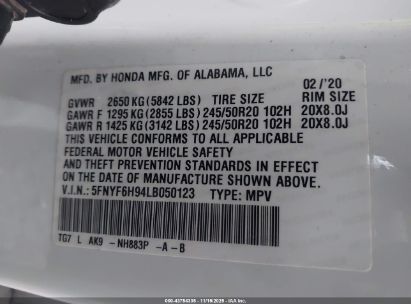 MFD. BY HONDA MFG. OF ALABAMA, LLC
02/'20
GVWR 2650 KG (5842 LBS) TIRE SIZE RIM SIZE
GAWR F 1295 KG (2855 LBS) 245/50R20 102H 20X8.0J
GAWR R 1425 KG (3142 LBS) 245/50R20 102H 20X8.0J
THIS VEHICLE CONFORMS TO ALL APPLICABLE
FEDERAL MOTOR VEHICLE SAFETY
AND THEFT PREVENTION STANDARDS IN EFFECT
ON THE DATE OF MANUFACTURE SHOWN ABOVE.
V.I.N.: 5FNYF6H94LB050123 TYPE: MPV
TG7 L AK9 -NH883P -A-B